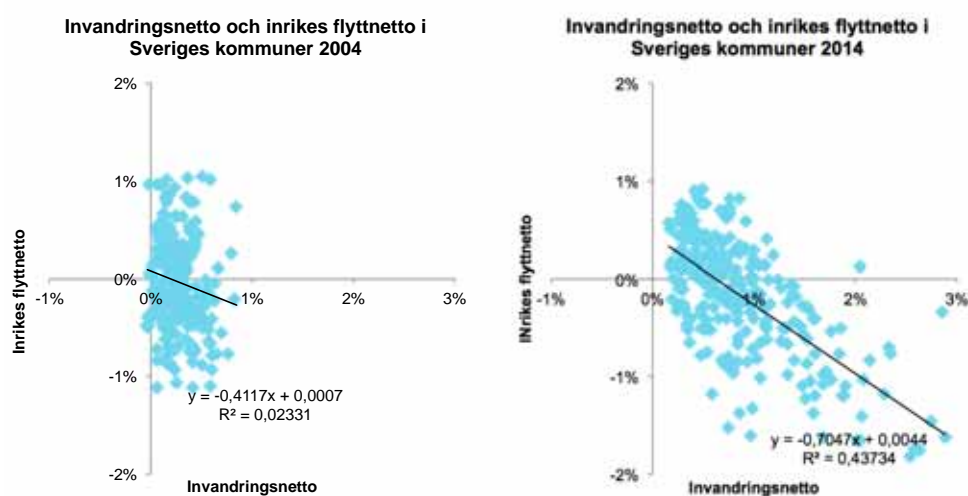 Invandringsnetto och inrikes flyttnetto i
Sveriges kommuner 2004
2%
1%
0%
-1%
-2%
-1%
0%
1%
2%
3%
Inrikes flyttnetto
y = -0,4117x + 0,0007
R² = 0,02331
Invandringsnetto
Invandringsnetto och inrikes flyttnetto i
Sveriges kommuner 2014
2%
1%
0%
-1%
-2%
-1%
0%
1%
2%
3%
INrikes flyttnetto
y = -0,7047x + 0,0044
R² = 0,43734
Invandringsnetto